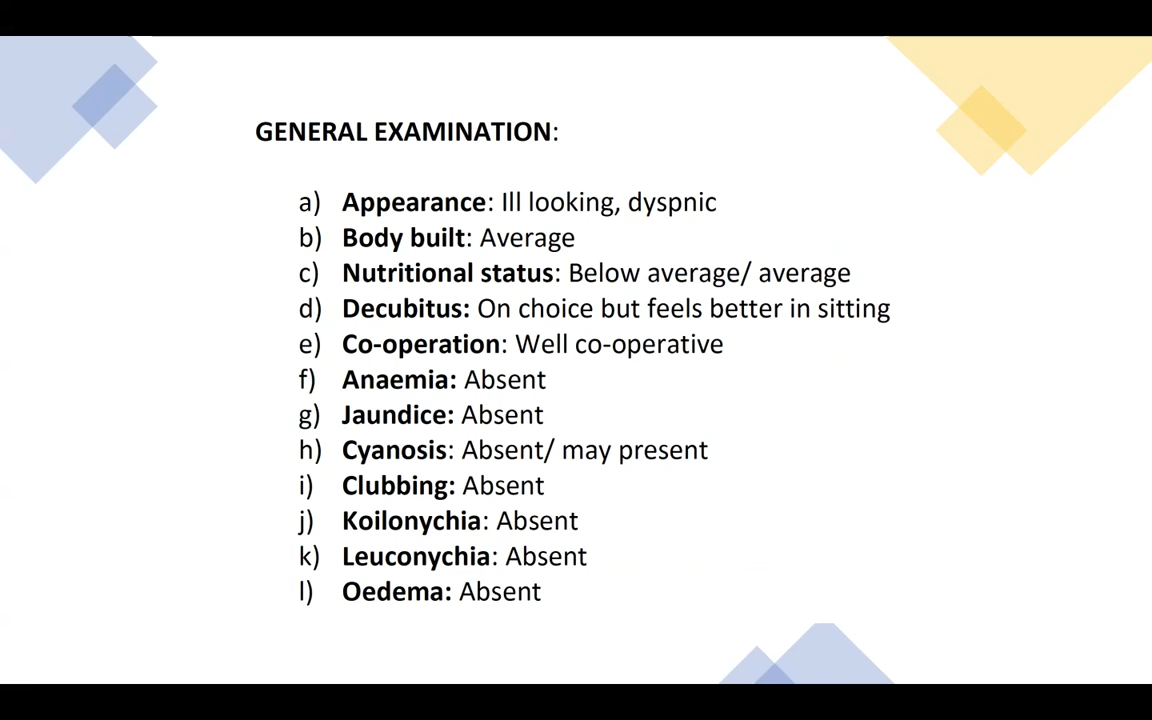 GENERAL EXAMINATION:
a) Appearance: Ill looking, dyspnic
b) Body built: Average
c) Nutritional status: Below average/ average
d) Decubitus: On choice but feels better in sitting
e) Co-operation: Well co-operative
f) Anaemia: Absent
g) Jaundice: Absent
h) Cyanosis: Absent/ may present
i) Clubbing: Absent
j) Koilonychia: Absent
k) Leuconychia: Absent
l) Oedema: Absent